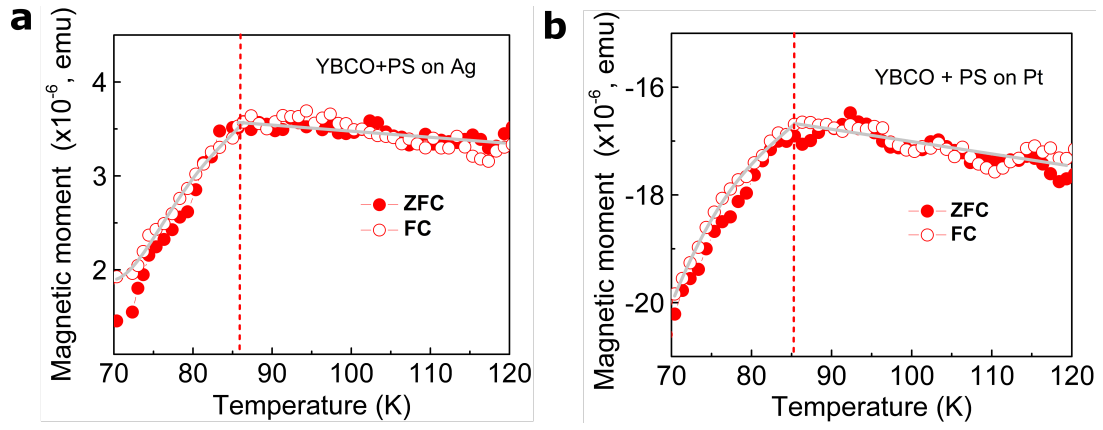 a
YBCO+PS on Ag
Magnetic moment (x10⁻⁶, emu)
4
3
2
ZFC
FC
70 80 90 100 110 120
Temperature (K)
b
YBCO + PS on Pt
Magnetic moment (x10⁻⁶, emu)
-16
-18
-20
ZFC
FC
70 80 90 100 110 120
Temperature (K)